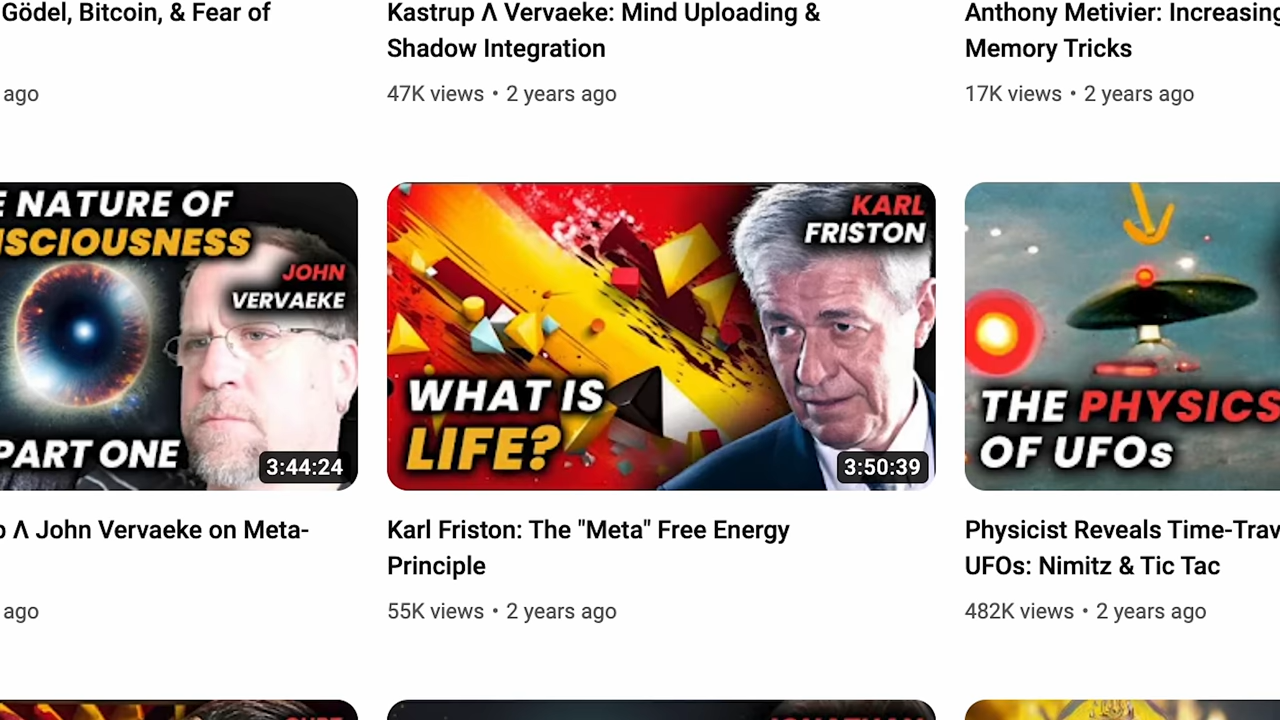 Gödel, Bitcoin, & Fear of
ago
Kastrup Λ Vervaeke: Mind Uploading &
Shadow Integration
47K views • 2 years ago
Anthony Metivier: Increasing
Memory Tricks
17K views • 2 years ago
E NATURE OF
NSCIOUSNESS
JOHN
VERVAEKE
PART ONE
3:44:24
Λ John Vervaeke on Meta-
ago
KARL
FRISTON
WHAT IS
LIFE?
3:50:39
Karl Friston: The "Meta" Free Energy
Principle
55K views • 2 years ago
THE PHYSICS
OF UFOs
Physicist Reveals Time-Trav
UFOs: Nimitz & Tic Tac
482K views • 2 years ago